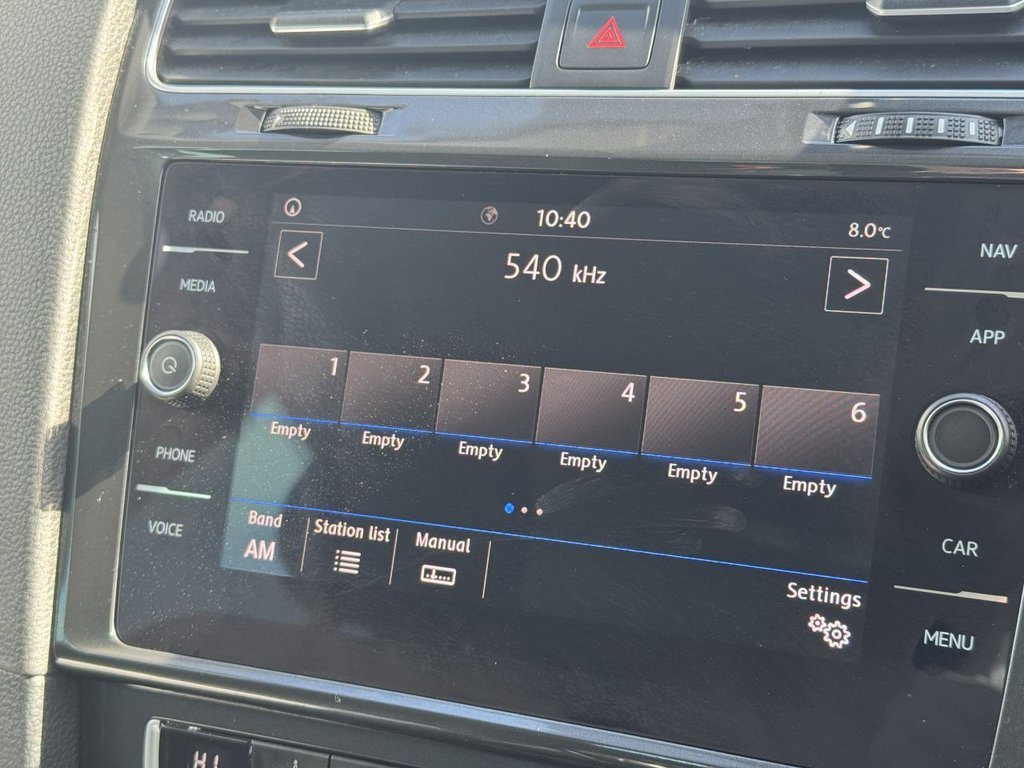 RADIO
MEDIA
PHONE
VOICE
10:40
8.0°C
<
540 kHz
>
1
2
3
4
5
6
Empty
Empty
Empty
Empty
Empty
Empty
Band
AM
Station list
Manual
Settings
NAV
APP
CAR
MENU
HI